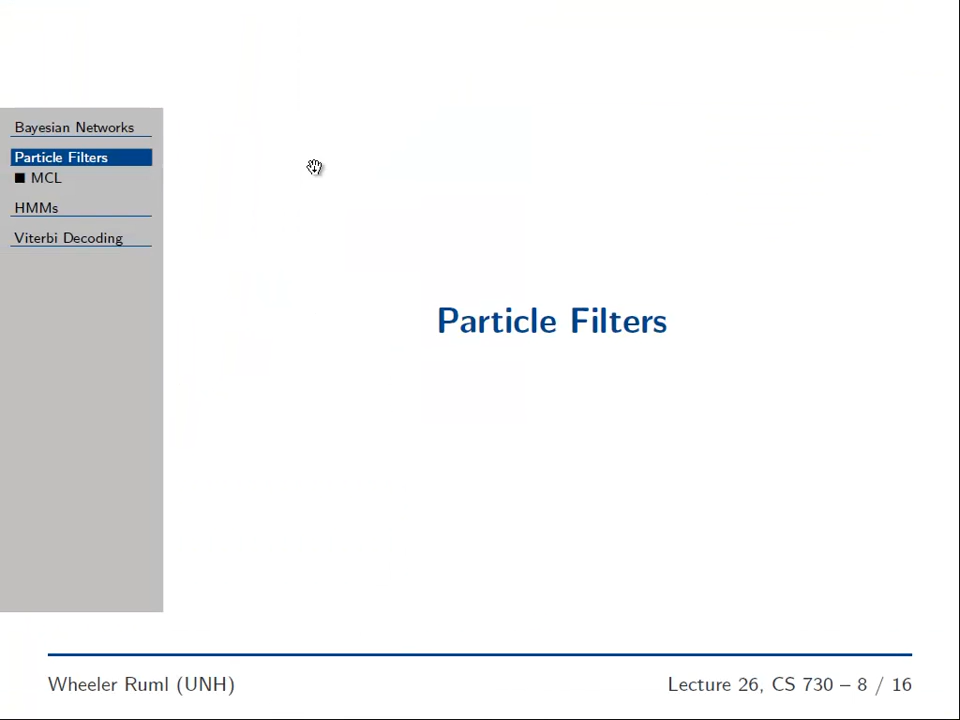 Bayesian Networks
Particle Filters
MCL
HMMs
Viterbi Decoding
Particle Filters
Wheeler Ruml (UNH)
Lecture 26, CS 730 – 8 / 16